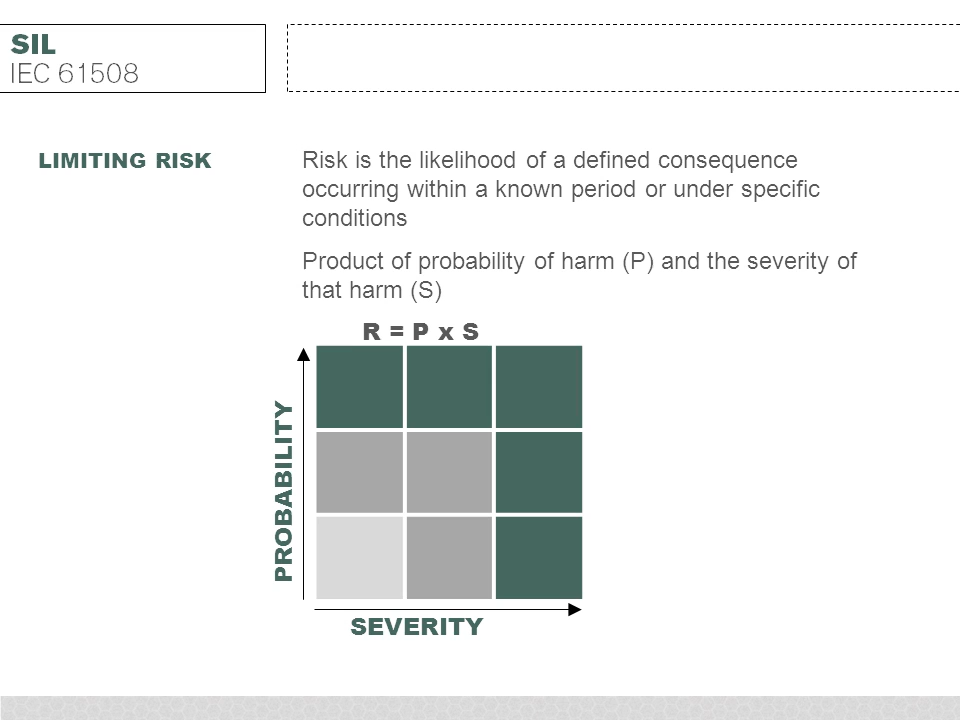 SIL
IEC 61508
LIMITING RISK
Risk is the likelihood of a defined consequence
occurring within a known period or under specific
conditions
Product of probability of harm (P) and the severity of
that harm (S)
R = P x S
PROBABILITY
SEVERITY